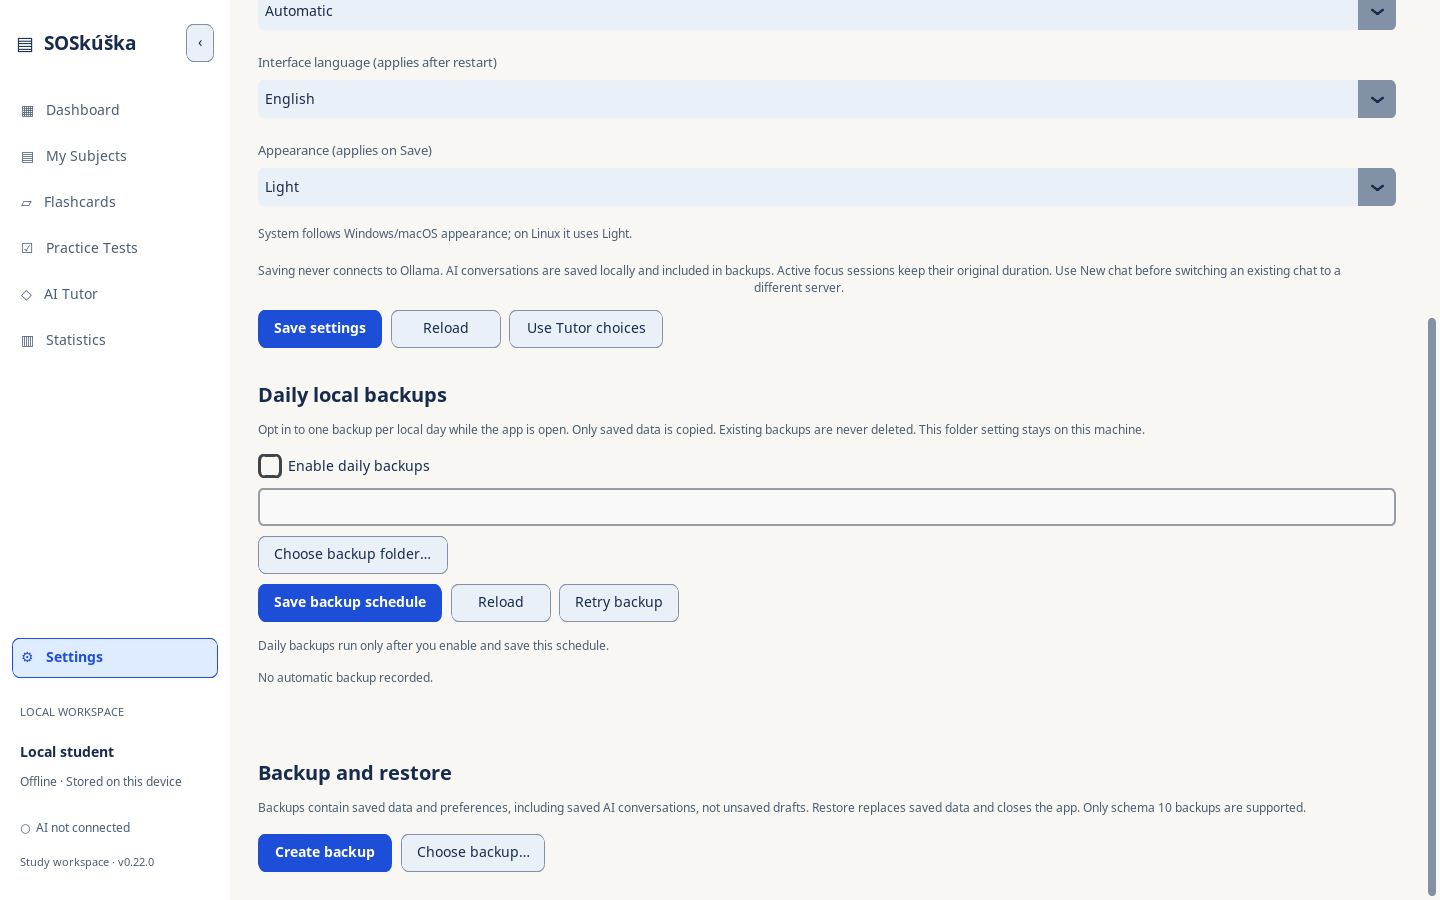 SOSkúška
‹
Dashboard
My Subjects
Flashcards
Practice Tests
AI Tutor
Statistics
Settings
LOCAL WORKSPACE
Local student
Offline · Stored on this device
AI not connected
Study workspace · v0.22.0
Automatic
Interface language (applies after restart)
English
Appearance (applies on Save)
Light
System follows Windows/macOS appearance; on Linux it uses Light.
Saving never connects to Ollama. AI conversations are saved locally and included in backups. Active focus sessions keep their original duration. Use New chat before switching an existing chat to a
different server.
Save settings
Reload
Use Tutor choices
Daily local backups
Opt in to one backup per local day while the app is open. Only saved data is copied. Existing backups are never deleted. This folder setting stays on this machine.
Enable daily backups
Choose backup folder...
Save backup schedule
Reload
Retry backup
Daily backups run only after you enable and save this schedule.
No automatic backup recorded.
Backup and restore
Backups contain saved data and preferences, including saved AI conversations, not unsaved drafts. Restore replaces saved data and closes the app. Only schema 10 backups are supported.
Create backup
Choose backup...